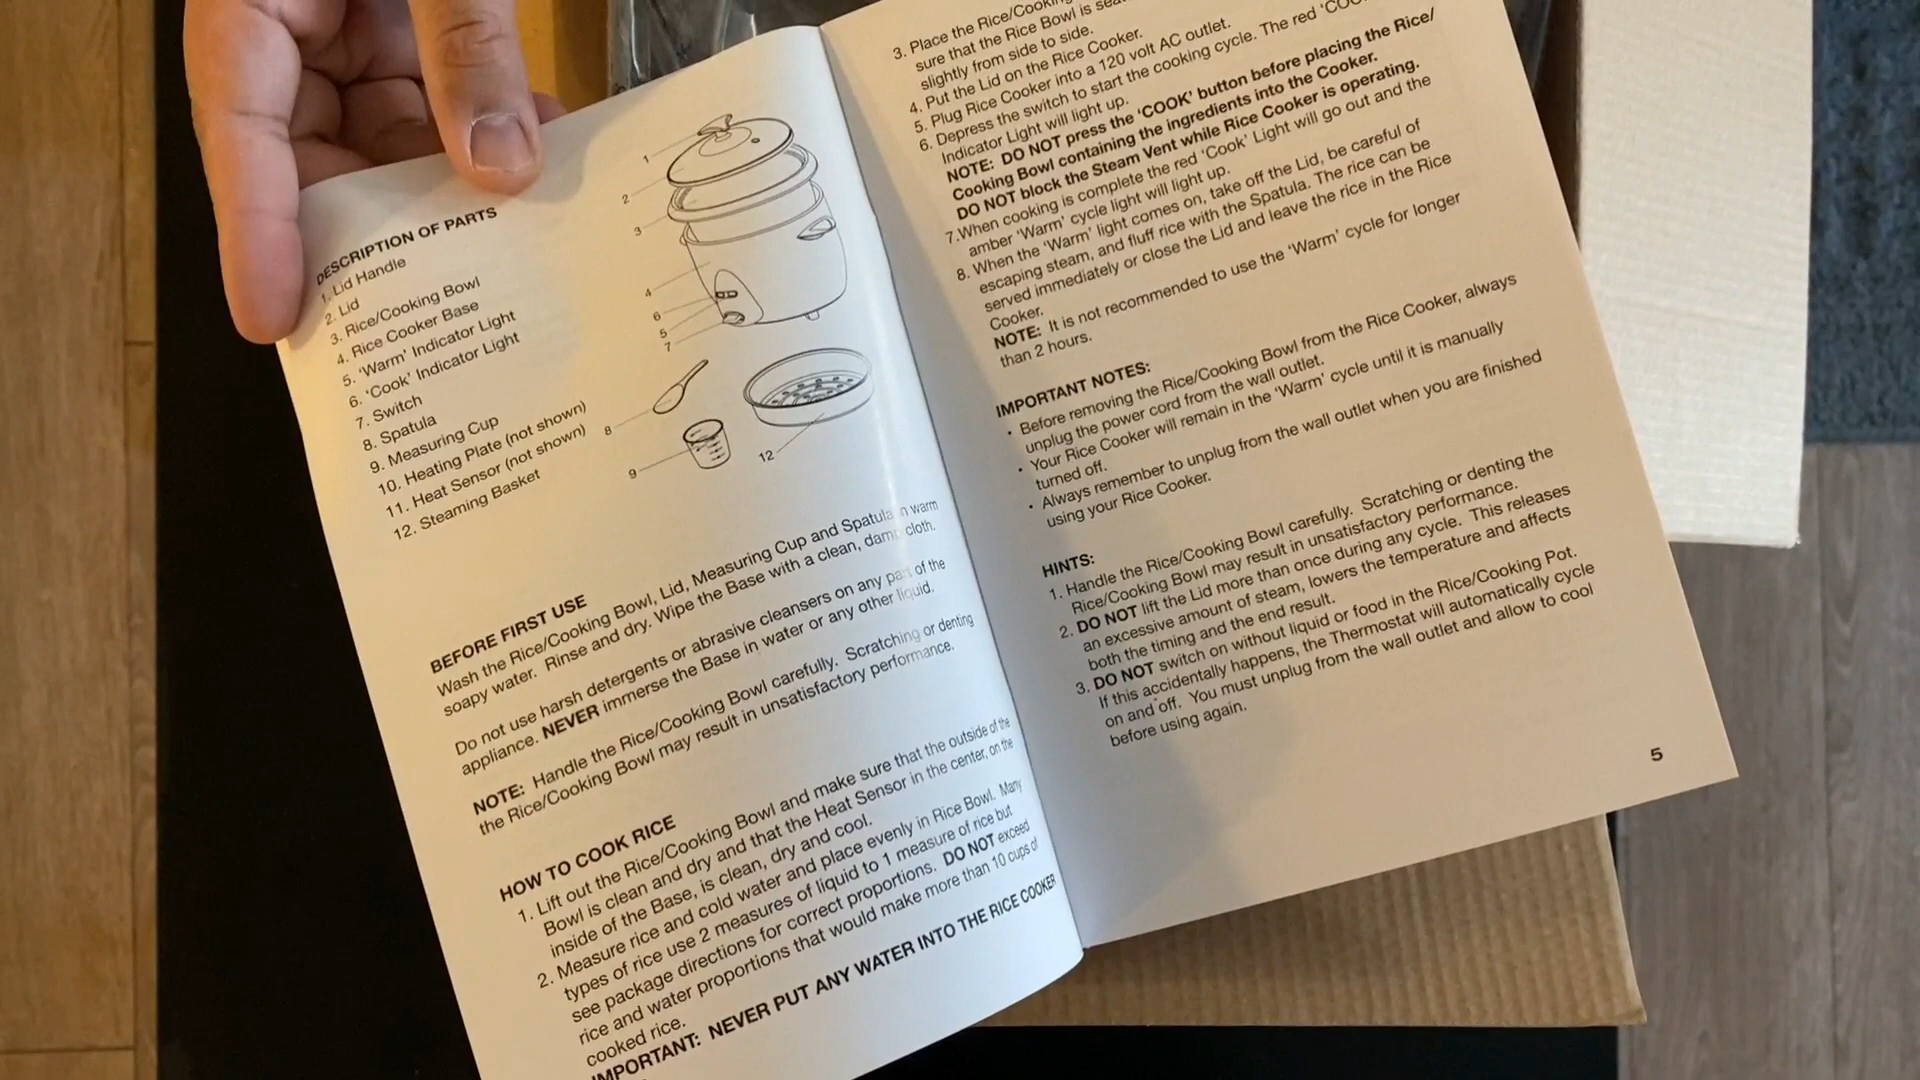 DESCRIPTION OF PARTS
1. Lid Handle
2. Lid
3. Rice/Cooking Bowl
4. Rice Cooker Base
5. 'Warm' Indicator Light
6. 'Cook' Indicator Light
7. Switch
8. Spatula
9. Measuring Cup
10. Heating Plate (not shown)
11. Heat Sensor (not shown)
12. Steaming Basket
1
2
3
4
6
5
7
8
9
12
BEFORE FIRST USE
Wash the Rice/Cooking Bowl, Lid, Measuring Cup and Spatula in warm
soapy water. Rinse and dry. Wipe the Base with a clean, damp cloth.
Do not use harsh detergents or abrasive cleansers on any part of the
appliance. NEVER immerse the Base in water or any other liquid.
NOTE: Handle the Rice/Cooking Bowl carefully. Scratching or denting
the Rice/Cooking Bowl may result in unsatisfactory performance.
HOW TO COOK RICE
1. Lift out the Rice/Cooking Bowl and make sure that the outside of the
Bowl is clean and dry and that the Heat Sensor in the center, on the
inside of the Base, is clean, dry and cool.
2. Measure rice and cold water and place evenly in Rice Bowl. Many
types of rice use 2 measures of liquid to 1 measure of rice but
see package directions for correct proportions. DO NOT exceed
rice and water proportions that would make more than 10 cups of
cooked rice.
IMPORTANT: NEVER PUT ANY WATER INTO THE RICE COOKER
3. Place the Rice/Cooking
sure that the Rice Bowl is
slightly from side to side.
4. Put the Lid on the Rice Cooker.
5. Plug Rice Cooker into a 120 volt AC outlet.
6. Depress the switch to start the cooking cycle. The red
Indicator Light will light up.
NOTE: DO NOT press the 'COOK' button before placing the Rice/
Cooking Bowl containing the ingredients into the Cooker.
DO NOT block the Steam Vent while Rice Cooker is operating.
7.When cooking is complete the red 'Cook' Light will go out and the
amber 'Warm' cycle light will light up.
8. When the 'Warm' light comes on, take off the Lid, be careful of
escaping steam, and fluff rice with the Spatula. The rice can be
served immediately or close the Lid and leave the rice in the Rice
Cooker.
NOTE: It is not recommended to use the 'Warm' cycle for longer
than 2 hours.
IMPORTANT NOTES:
• Before removing the Rice/Cooking Bowl from the Rice Cooker, always
unplug the power cord from the wall outlet.
• Your Rice Cooker will remain in the 'Warm' cycle until it is manually
turned off.
• Always remember to unplug from the wall outlet when you are finished
using your Rice Cooker.
HINTS:
1. Handle the Rice/Cooking Bowl carefully. Scratching or denting the
Rice/Cooking Bowl may result in unsatisfactory performance.
2. DO NOT lift the Lid more than once during any cycle. This releases
an excessive amount of steam, lowers the temperature and affects
both the timing and the end result.
3. DO NOT switch on without liquid or food in the Rice/Cooking Pot.
If this accidentally happens, the Thermostat will automatically cycle
on and off. You must unplug from the wall outlet and allow to cool
before using again.
5